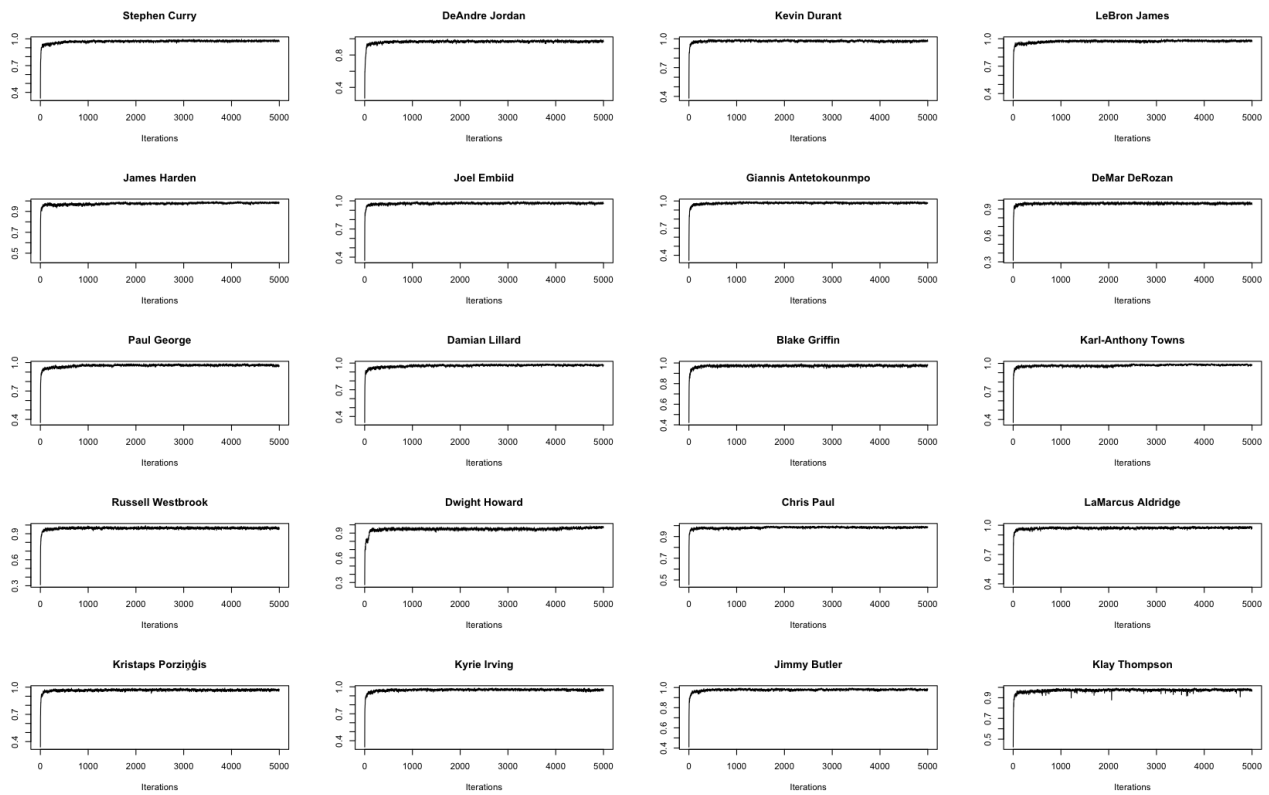 Stephen Curry DeAndre Jordan Kevin Durant LeBron James
1.0 0.7 0.4 0.8 0.4 1.0 0.7 0.4 1.0 0.7 0.4
0 1000 2000 3000 4000 5000 0 1000 2000 3000 4000 5000 0 1000 2000 3000 4000 5000 0 1000 2000 3000 4000 5000
Iterations Iterations Iterations Iterations
James Harden Joel Embiid Giannis Antetokounmpo DeMar DeRozan
0.9 0.7 0.5 1.0 0.7 0.4 1.0 0.7 0.4 0.9 0.6 0.3
0 1000 2000 3000 4000 5000 0 1000 2000 3000 4000 5000 0 1000 2000 3000 4000 5000 0 1000 2000 3000 4000 5000
Iterations Iterations Iterations Iterations
Paul George Damian Lillard Blake Griffin Karl-Anthony Towns
1.0 0.7 0.4 1.0 0.7 0.4 1.0 0.8 0.6 0.4 1.0 0.7 0.4
0 1000 2000 3000 4000 5000 0 1000 2000 3000 4000 5000 0 1000 2000 3000 4000 5000 0 1000 2000 3000 4000 5000
Iterations Iterations Iterations Iterations
Russell Westbrook Dwight Howard Chris Paul LaMarcus Aldridge
0.9 0.6 0.3 0.9 0.6 0.3 0.9 0.7 0.5 1.0 0.7 0.4
0 1000 2000 3000 4000 5000 0 1000 2000 3000 4000 5000 0 1000 2000 3000 4000 5000 0 1000 2000 3000 4000 5000
Iterations Iterations Iterations Iterations
Kristaps Porziņģis Kyrie Irving Jimmy Butler Klay Thompson
1.0 0.7 0.4 1.0 0.7 0.4 1.0 0.8 0.6 0.4 0.9 0.7 0.5
0 1000 2000 3000 4000 5000 0 1000 2000 3000 4000 5000 0 1000 2000 3000 4000 5000 0 1000 2000 3000 4000 5000
Iterations Iterations Iterations Iterations